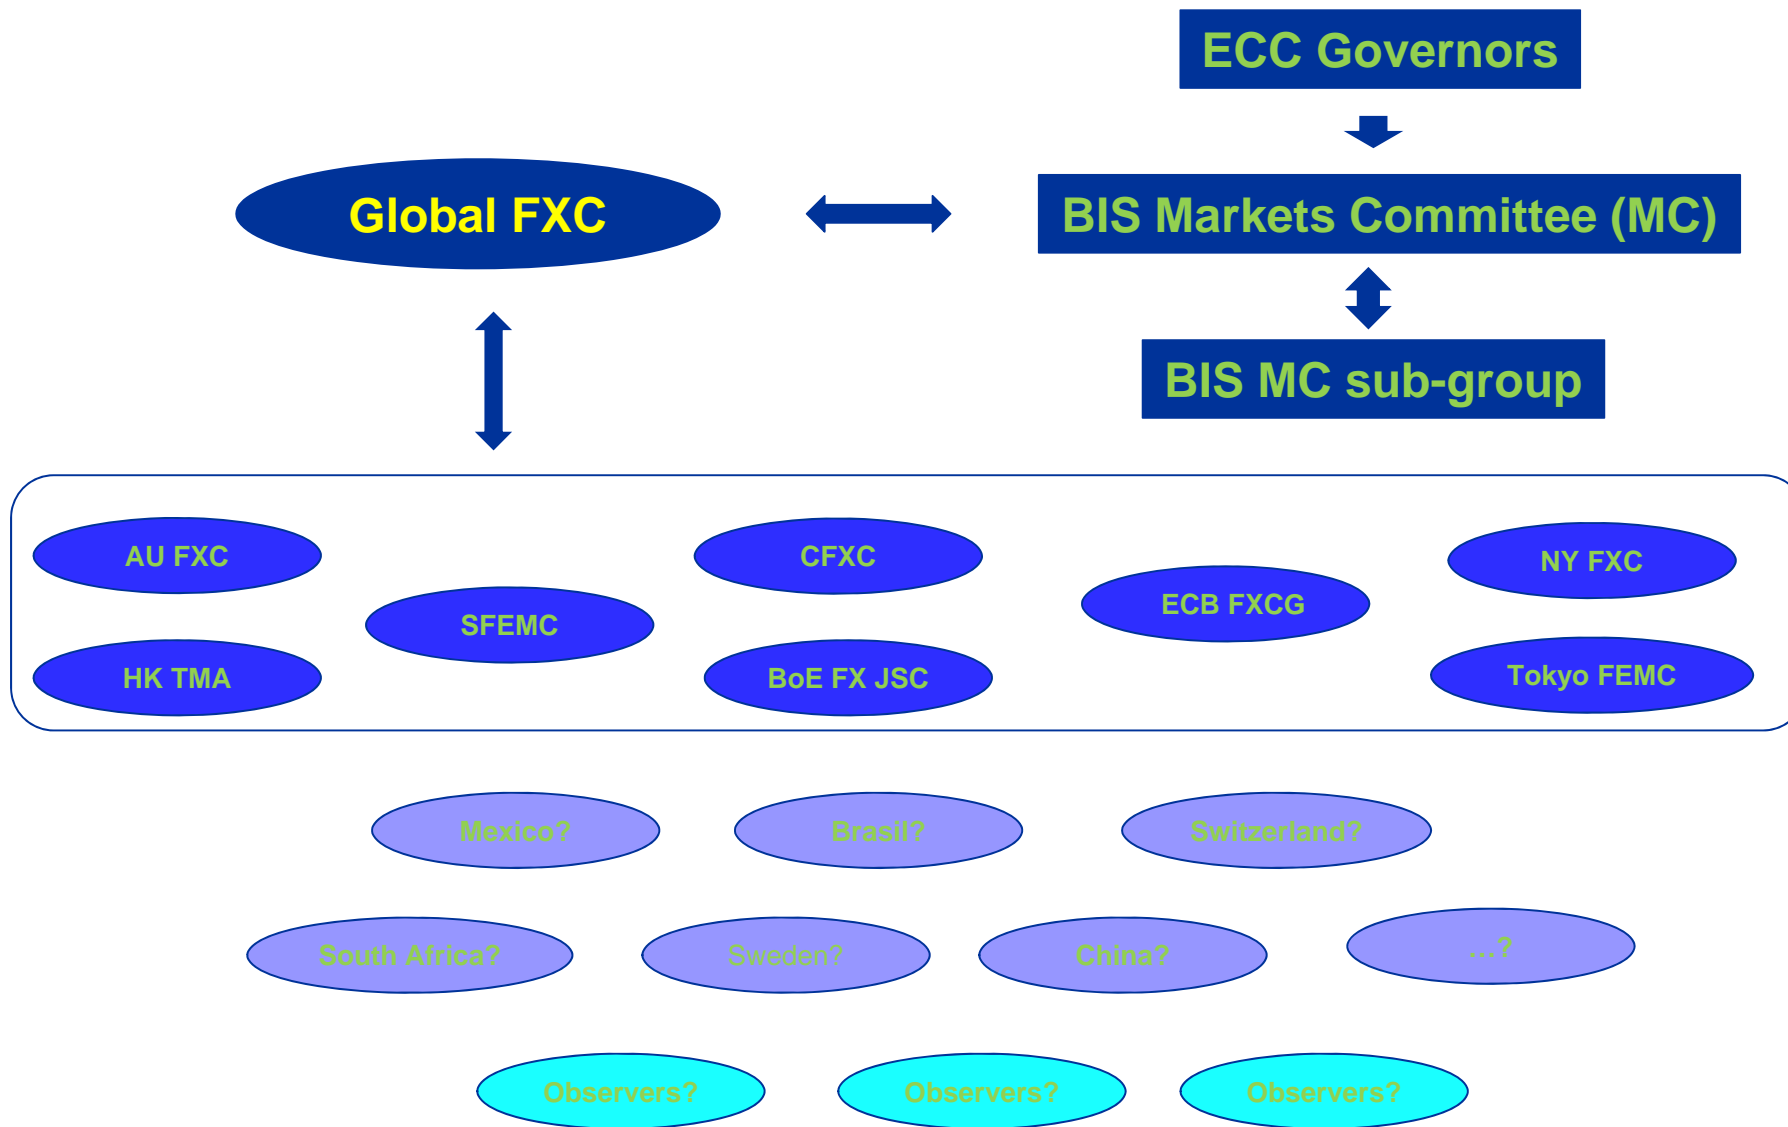 ECC Governors
Global FXC
BIS Markets Committee (MC)
BIS MC sub-group
AU FXC
CFXC
NY FXC
ECB FXCG
SFEMC
HK TMA
BoE FX JSC
Tokyo FEMC
Mexico?
Brasil?
Switzerland?
South Africa?
Sweden?
China?
...?
Observers?
Observers?
Observers?